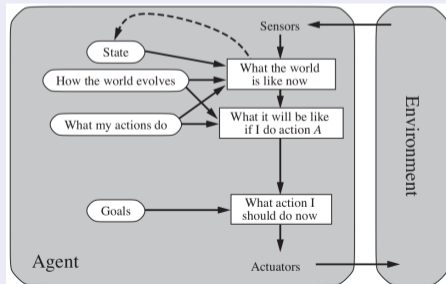 Sensors
State
What the world
is like now
How the world evolves
What it will be like
if I do action A
What my actions do
Environment
What action I
should do now
Goals
Agent
Actuators